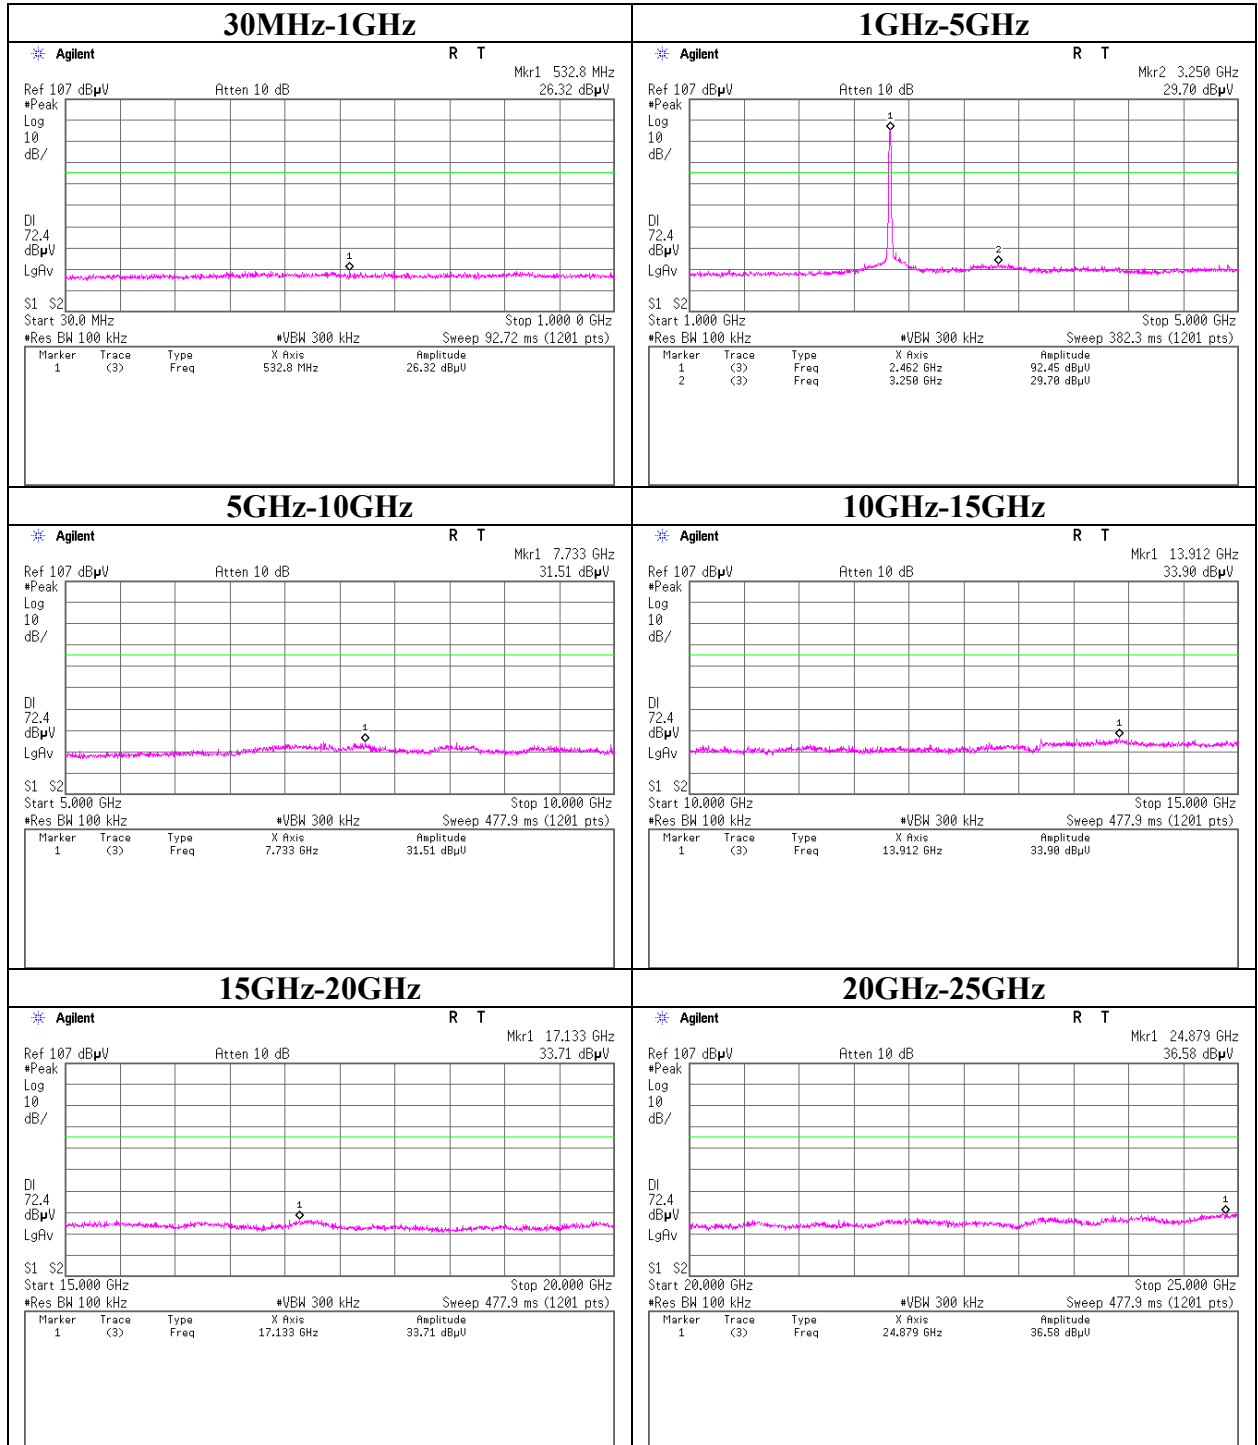 30MHz-1GHz
Agilent R T
Mkr1 532.8 MHz
Ref 107 dBµV Atten 10 dB 26.32 dBµV
#Peak
Log
10
dB/
1
DI
72.4
dBµV
LgAv
S1 S2
Start 30.0 MHz Stop 1.000 0 GHz
#Res BW 100 kHz #VBW 300 kHz Sweep 92.72 ms (1201 pts)
Marker Trace Type X Axis Amplitude
1 (3) Freq 532.8 MHz 26.32 dBµV
1GHz-5GHz
Agilent R T
Mkr2 3.250 GHz
Ref 107 dBµV Atten 10 dB 29.70 dBµV
#Peak
Log
10
dB/
1
2
DI
72.4
dBµV
LgAv
S1 S2
Start 1.000 GHz Stop 5.000 GHz
#Res BW 100 kHz #VBW 300 kHz Sweep 382.3 ms (1201 pts)
Marker Trace Type X Axis Amplitude
1 (3) Freq 2.462 GHz 92.45 dBµV
2 (3) Freq 3.250 GHz 29.70 dBµV
5GHz-10GHz
Agilent R T
Mkr1 7.733 GHz
Ref 107 dBµV Atten 10 dB 31.51 dBµV
#Peak
Log
10
dB/
1
DI
72.4
dBµV
LgAv
S1 S2
Start 5.000 GHz Stop 10.000 GHz
#Res BW 100 kHz #VBW 300 kHz Sweep 477.9 ms (1201 pts)
Marker Trace Type X Axis Amplitude
1 (3) Freq 7.733 GHz 31.51 dBµV
10GHz-15GHz
Agilent R T
Mkr1 13.912 GHz
Ref 107 dBµV Atten 10 dB 33.90 dBµV
#Peak
Log
10
dB/
1
DI
72.4
dBµV
LgAv
S1 S2
Start 10.000 GHz Stop 15.000 GHz
#Res BW 100 kHz #VBW 300 kHz Sweep 477.9 ms (1201 pts)
Marker Trace Type X Axis Amplitude
1 (3) Freq 13.912 GHz 33.90 dBµV
15GHz-20GHz
Agilent R T
Mkr1 17.133 GHz
Ref 107 dBµV Atten 10 dB 33.71 dBµV
#Peak
Log
10
dB/
1
DI
72.4
dBµV
LgAv
S1 S2
Start 15.000 GHz Stop 20.000 GHz
#Res BW 100 kHz #VBW 300 kHz Sweep 477.9 ms (1201 pts)
Marker Trace Type X Axis Amplitude
1 (3) Freq 17.133 GHz 33.71 dBµV
20GHz-25GHz
Agilent R T
Mkr1 24.879 GHz
Ref 107 dBµV Atten 10 dB 36.58 dBµV
#Peak
Log
10
dB/
1
DI
72.4
dBµV
LgAv
S1 S2
Start 20.000 GHz Stop 25.000 GHz
#Res BW 100 kHz #VBW 300 kHz Sweep 477.9 ms (1201 pts)
Marker Trace Type X Axis Amplitude
1 (3) Freq 24.879 GHz 36.58 dBµV